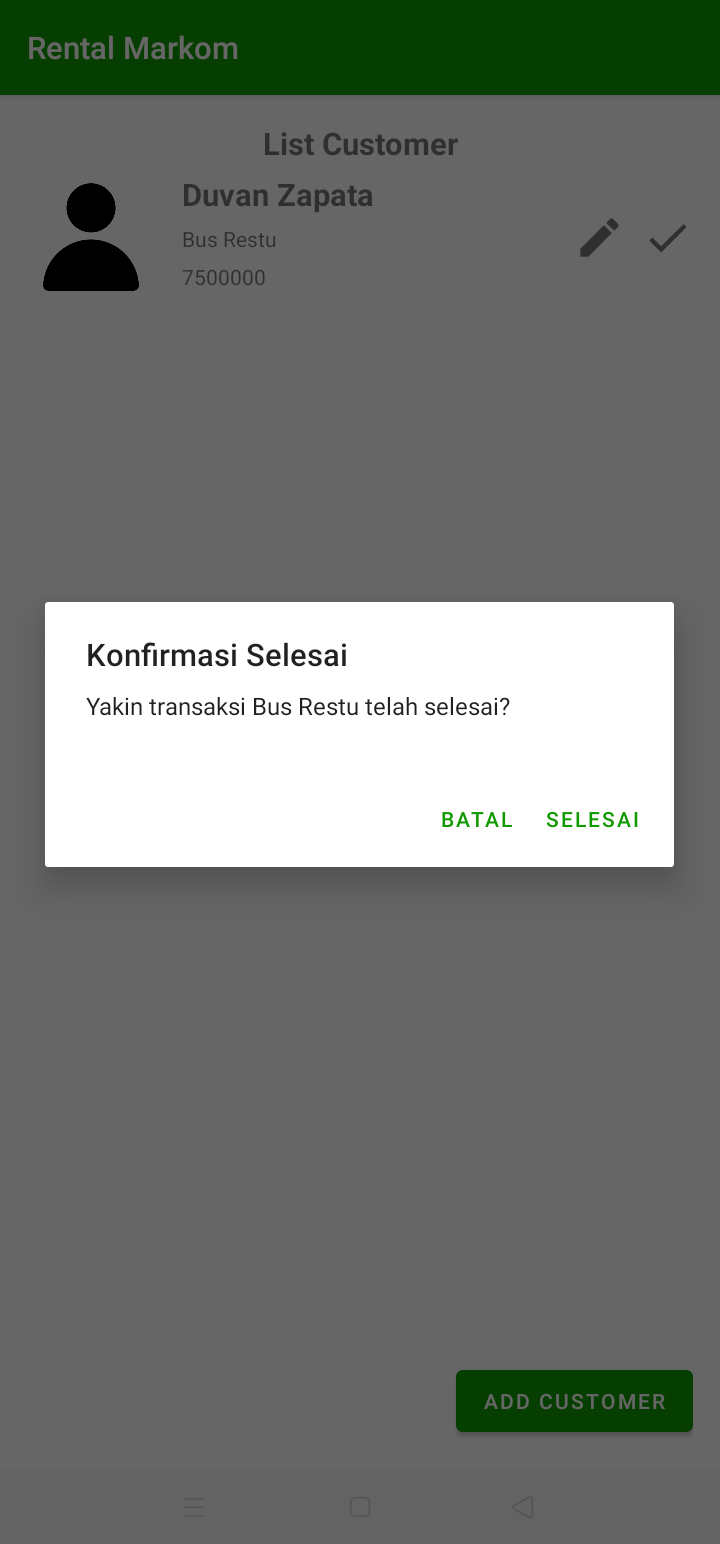 Rental Markom
List Customer
Duvan Zapata
Bus Restu
7500000
Konfirmasi Selesai
Yakin transaksi Bus Restu telah selesai?
BATAL SELESAI
ADD CUSTOMER